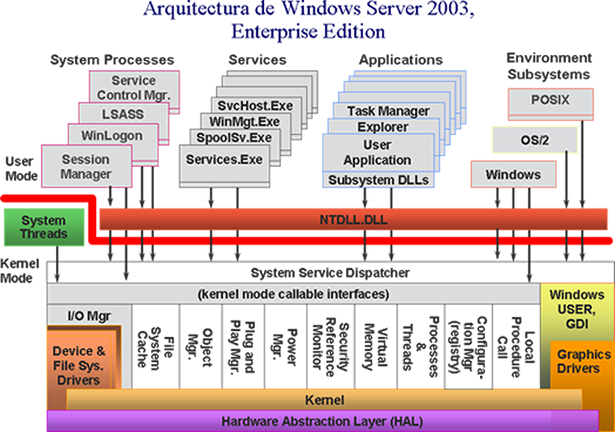 Arquitectura de Windows Server 2003,
Enterprise Edition
System Processes
Services
Applications
Environment
Subsystems
Service
Control Mgr.
LSASS
WinLogon
Session
Manager
SvcHost.Exe
WinMgt.Exe
SpoolSv.Exe
Services.Exe
Task Manager
Explorer
User
Application
Subsystem DLLs
POSIX
OS/2
Windows
User
Mode
System
Threads
NTDLL.DLL
Kernel
Mode
System Service Dispatcher
(kernel mode callable interfaces)
I/O Mgr
Device &
File Sys.
Drivers
File
System
Cache
Object
Mgr.
Plug and
Play Mgr.
Power
Mgr.
Security
Reference
Monitor
Virtual
Memory
Processes
&
Threads
Configura-
tion Mgr
(registry)
Local
Procedure
Call
Windows
USER,
GDI
Graphics
Drivers
Kernel
Hardware Abstraction Layer (HAL)